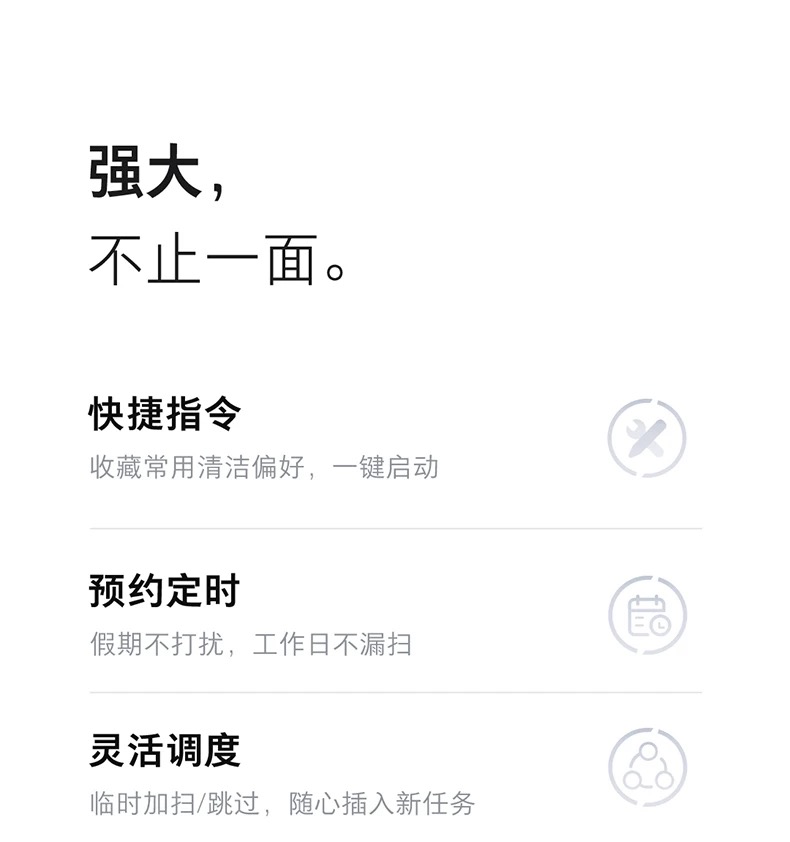 强大，
不止一面。
快捷指令
收藏常用清洁偏好，一键启动
预约定时
假期不打扰，工作日不漏扫
灵活调度
临时加扫/跳过，随心插入新任务